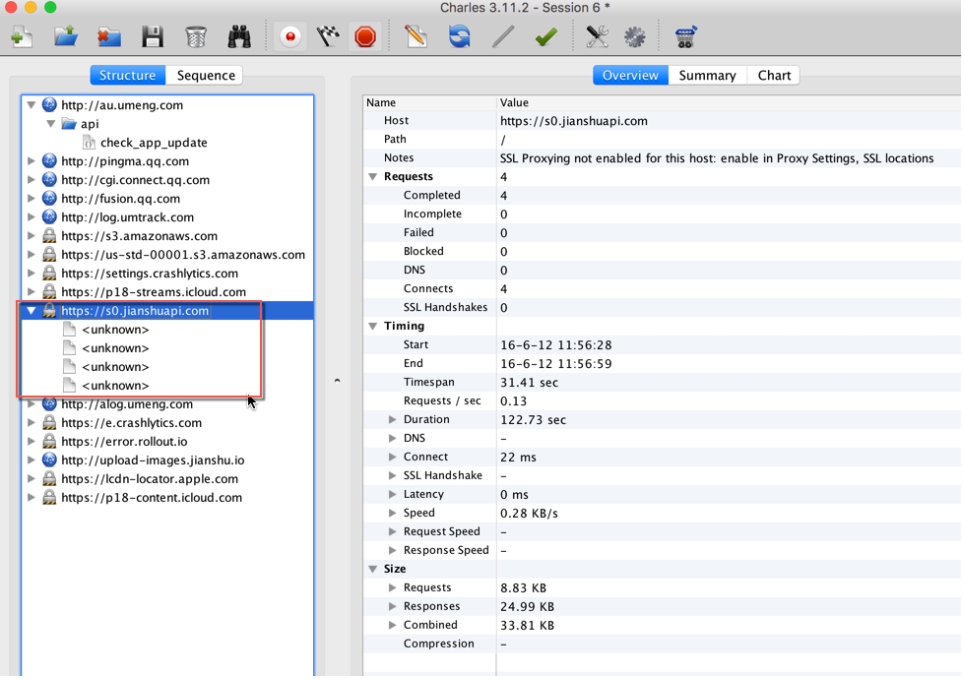 Charles 3.11.2 - Session 6 *
Structure
Sequence
http://au.umeng.com
api
check_app_update
http://pingma.qq.com
http://cgi.connect.qq.com
http://fusion.qq.com
http://log.umtrack.com
https://s3.amazonaws.com
https://us-std-00001.s3.amazonaws.com
https://settings.crashlytics.com
https://p18-streams.icloud.com
https://s0.jianshuapi.com
<unknown>
<unknown>
<unknown>
<unknown>
http://alog.umeng.com
https://e.crashlytics.com
https://error.rollout.io
http://upload-images.jianshu.io
https://lcdn-locator.apple.com
https://p18-content.icloud.com
Overview
Summary
Chart
Name Value
Host https://s0.jianshuapi.com
Path /
Notes SSL Proxying not enabled for this host: enable in Proxy Settings, SSL locations
Requests 4
Completed 4
Incomplete 0
Failed 0
Blocked 0
DNS 0
Connects 4
SSL Handshakes 0
Timing
Start 16-6-12 11:56:28
End 16-6-12 11:56:59
Timespan 31.41 sec
Requests / sec 0.13
Duration 122.73 sec
DNS –
Connect 22 ms
SSL Handshake –
Latency 0 ms
Speed 0.28 KB/s
Request Speed –
Response Speed –
Size
Requests 8.83 KB
Responses 24.99 KB
Combined 33.81 KB
Compression –